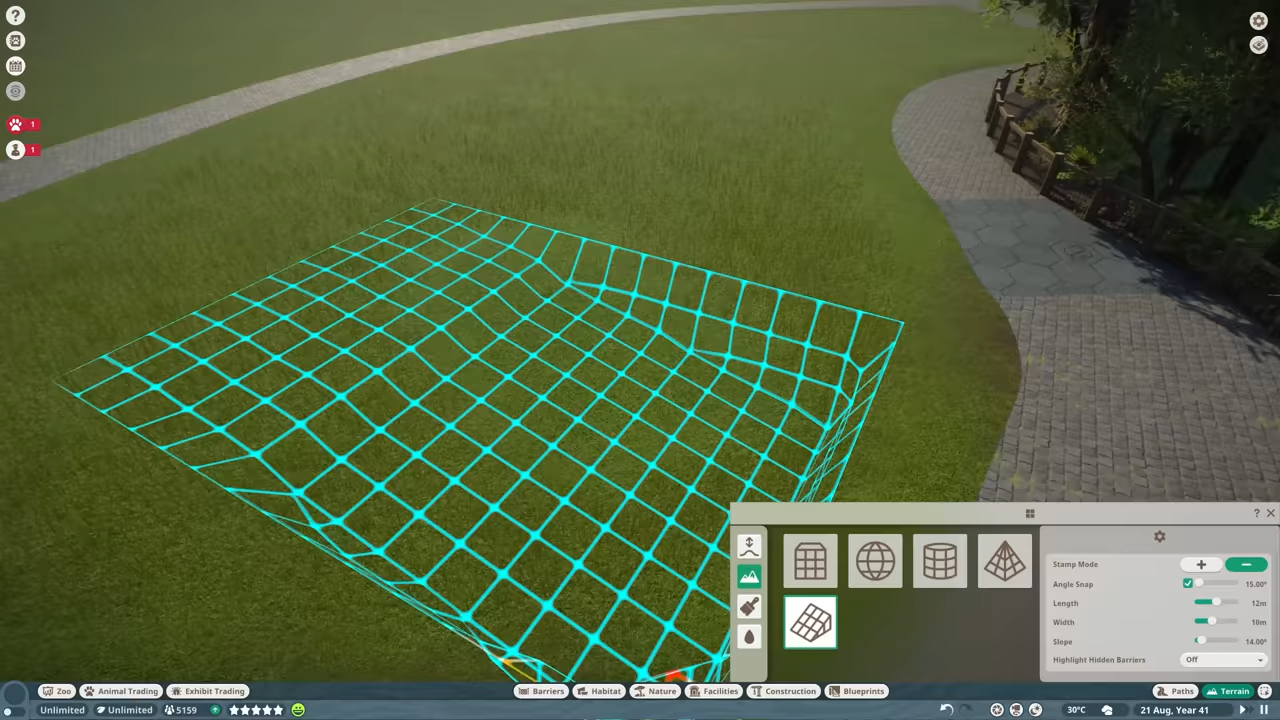 ?
1
1
? ×
Stamp Mode + −
Angle Snap 15.00°
Length 12m
Width 10m
Slope 14.00°
Highlight Hidden Barriers Off
Zoo Animal Trading Exhibit Trading Barriers Habitat Nature Facilities Construction Blueprints Paths Terrain
Unlimited Unlimited 5159 30°C 21 Aug, Year 41